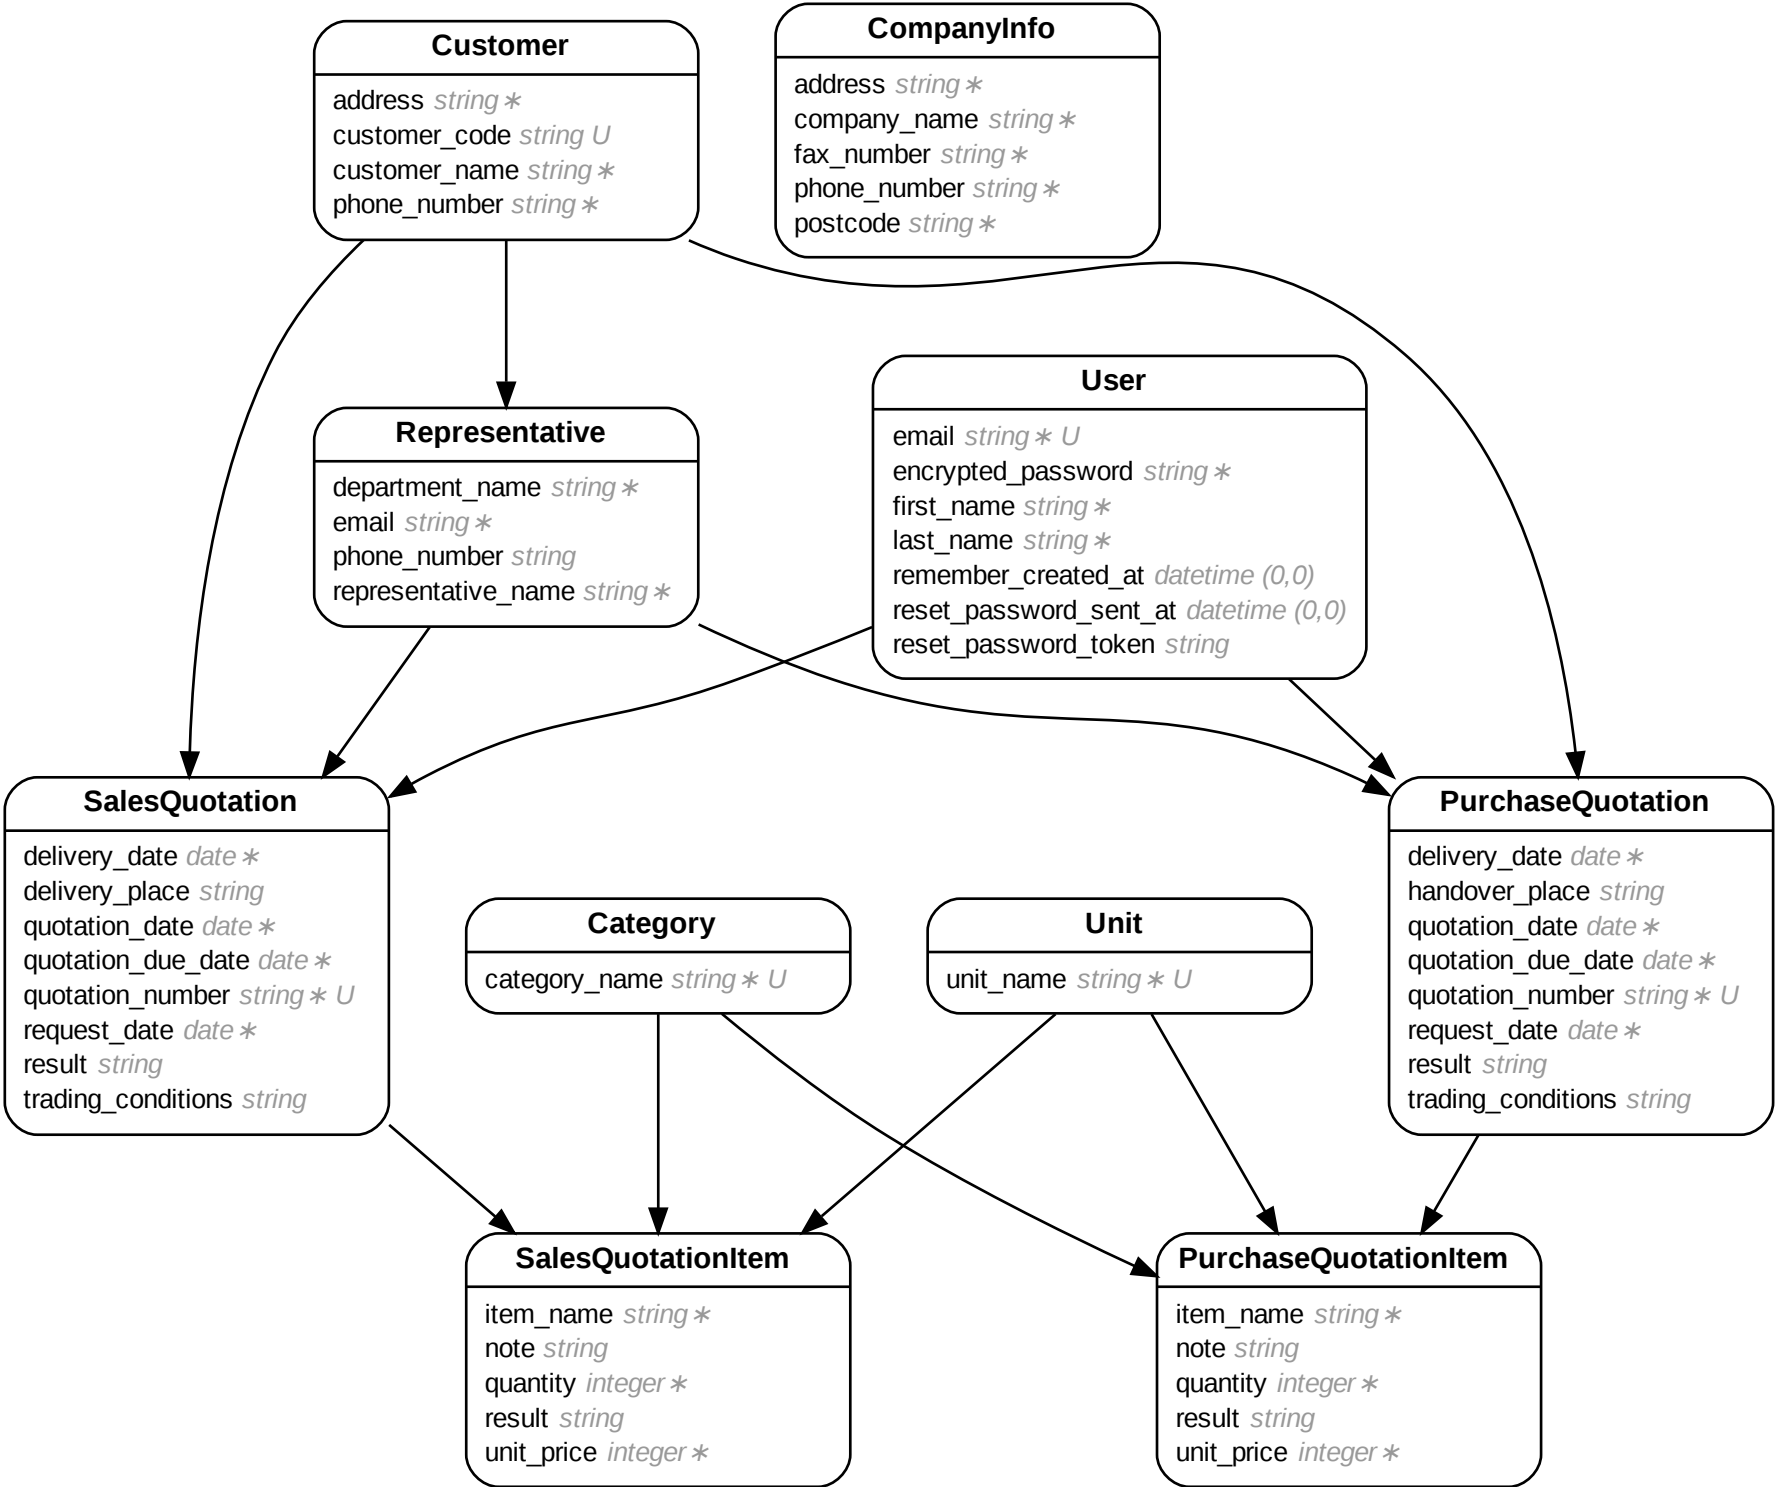 Customer
address string∗
customer_code string U
customer_name string∗
phone_number string∗
CompanyInfo
address string∗
company_name string∗
fax_number string∗
phone_number string∗
postcode string∗
Representative
department_name string∗
email string∗
phone_number string
representative_name string∗
User
email string∗ U
encrypted_password string∗
first_name string∗
last_name string∗
remember_created_at datetime (0,0)
reset_password_sent_at datetime (0,0)
reset_password_token string
SalesQuotation
delivery_date date∗
delivery_place string
quotation_date date∗
quotation_due_date date∗
quotation_number string∗ U
request_date date∗
result string
trading_conditions string
Category
category_name string∗ U
Unit
unit_name string∗ U
PurchaseQuotation
delivery_date date∗
handover_place string
quotation_date date∗
quotation_due_date date∗
quotation_number string∗ U
request_date date∗
result string
trading_conditions string
SalesQuotationItem
item_name string∗
note string
quantity integer∗
result string
unit_price integer∗
PurchaseQuotationItem
item_name string∗
note string
quantity integer∗
result string
unit_price integer∗